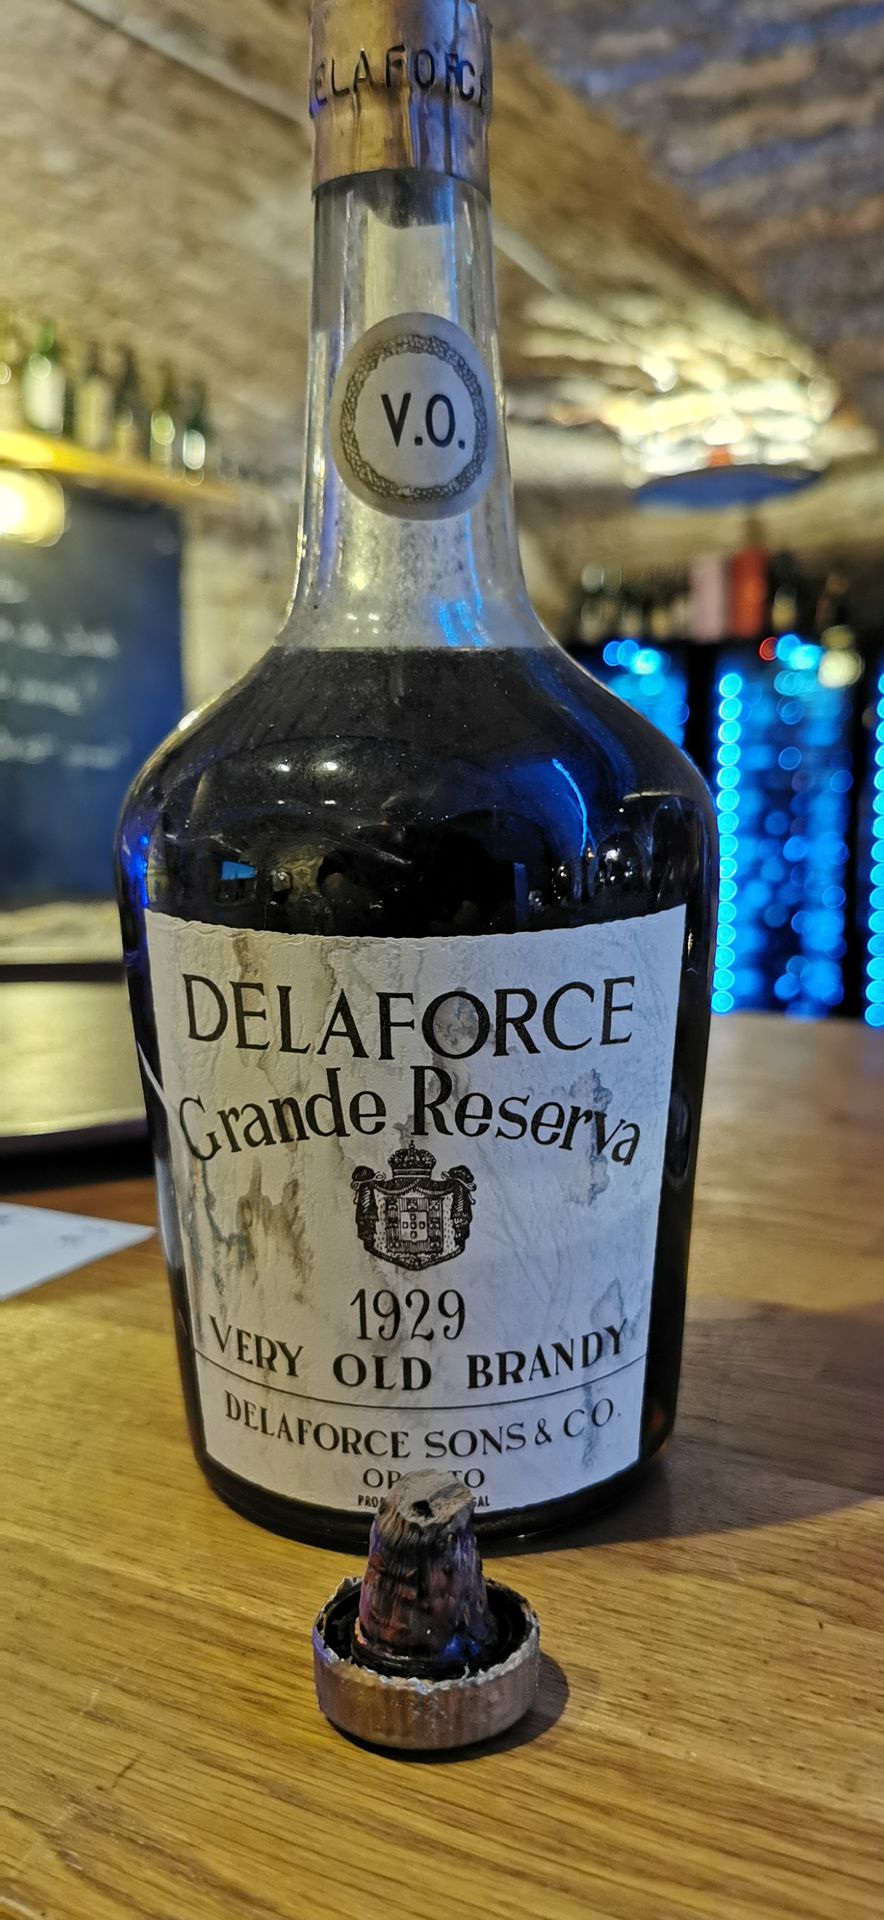 DELAFORCE
V.O.
DELAFORCE
Grande Reserva
1929
VERY OLD BRANDY
DELAFORCE SONS & CO.